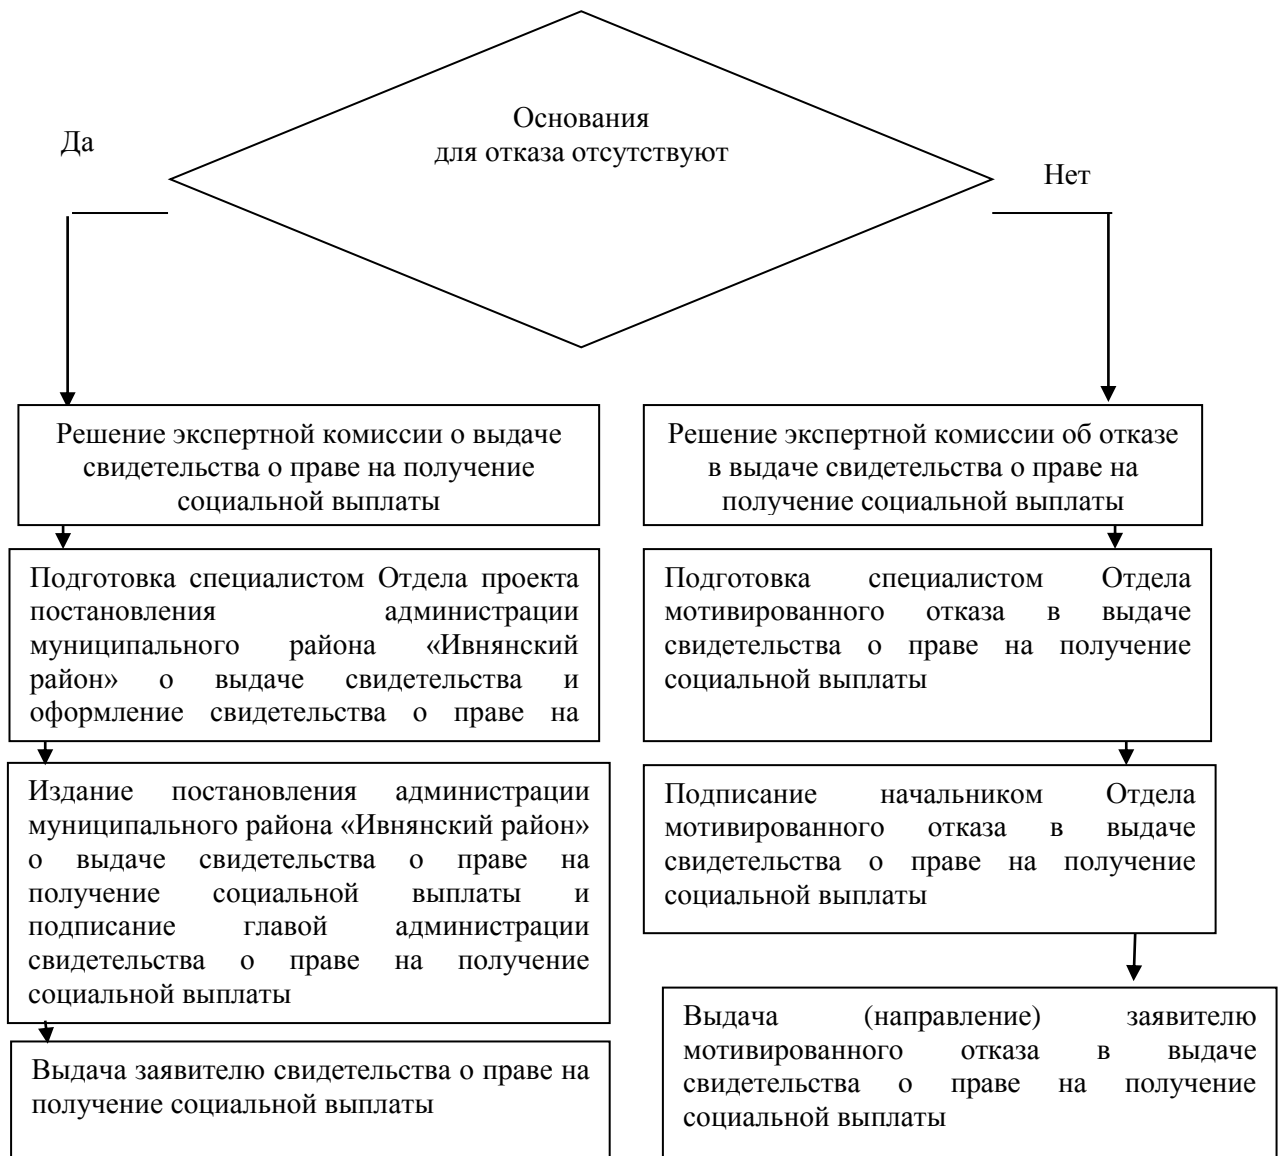 Основания
для отказа отсутствуют
Да
Нет
Решение экспертной комиссии о выдаче
свидетельства о праве на получение
социальной выплаты
Решение экспертной комиссии об отказе
в выдаче свидетельства о праве на
получение социальной выплаты
Подготовка специалистом Отдела проекта
постановления администрации
муниципального района «Ивнянский
район» о выдаче свидетельства и
оформление свидетельства о праве на
Подготовка специалистом Отдела
мотивированного отказа в выдаче
свидетельства о праве на получение
социальной выплаты
Издание постановления администрации
муниципального района «Ивнянский район»
о выдаче свидетельства о праве на
получение социальной выплаты и
подписание главой администрации
свидетельства о праве на получение
социальной выплаты
Подписание начальником Отдела
мотивированного отказа в выдаче
свидетельства о праве на получение
социальной выплаты
Выдача заявителю свидетельства о праве на
получение социальной выплаты
Выдача (направление) заявителю
мотивированного отказа в выдаче
свидетельства о праве на получение
социальной выплаты